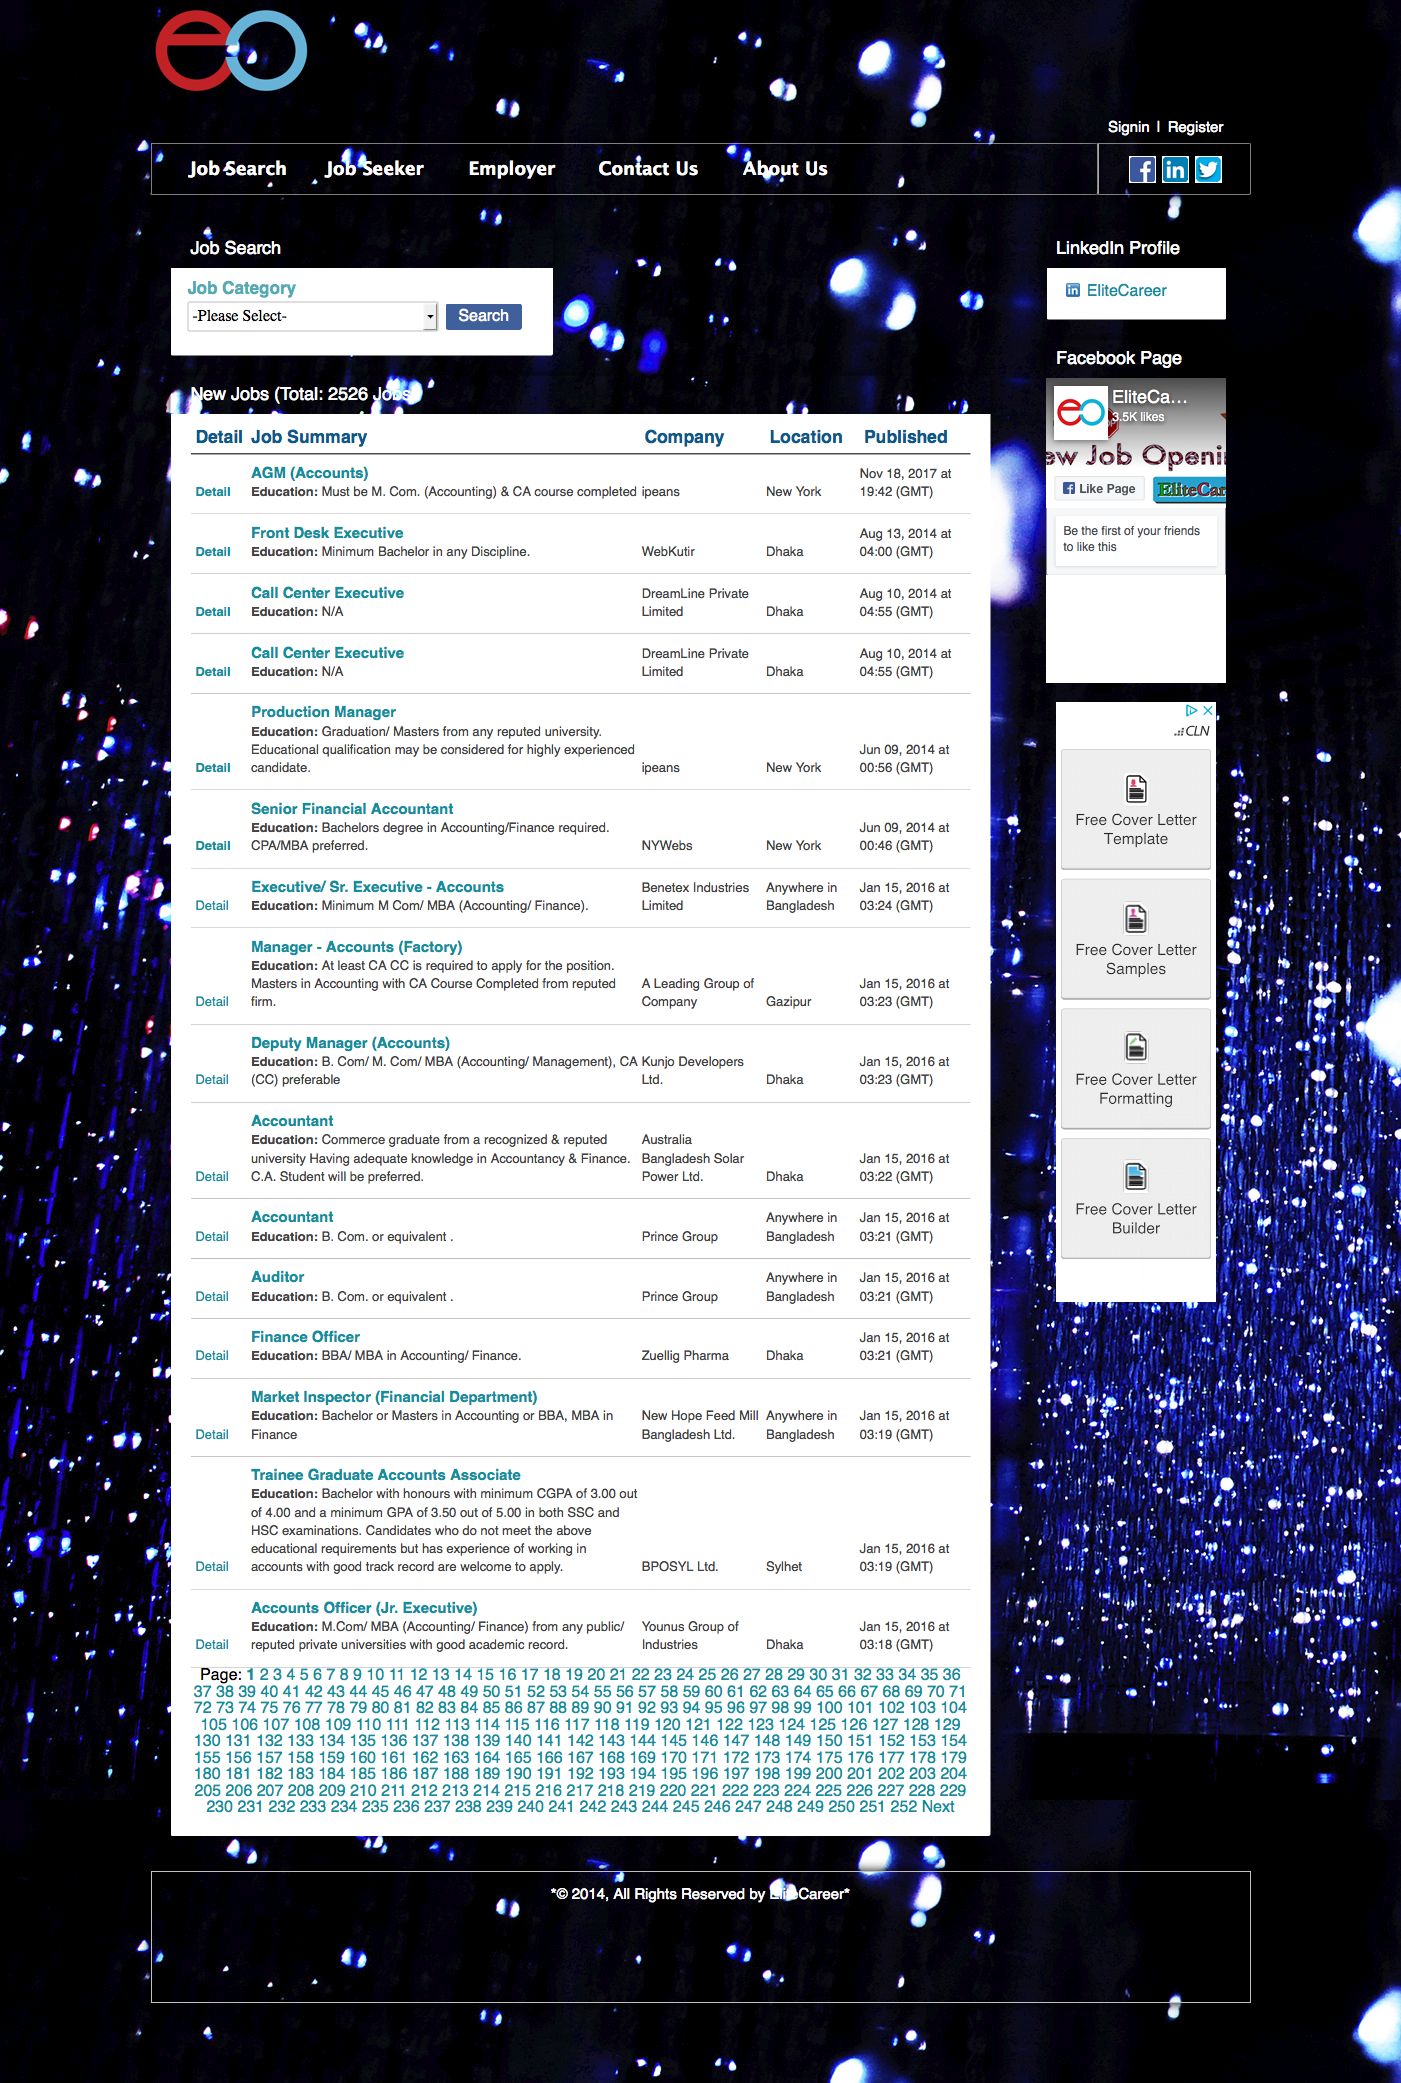 eo
Signin | Register
Job Search Job Seeker Employer Contact Us About Us
Job Search
Job Category
-Please Select- Search
LinkedIn Profile
EliteCareer
Facebook Page
EliteCa...
3.5K likes
ew Job Openi
Like Page EliteCar
Be the first of your friends
to like this
New Jobs (Total: 2526 Jobs)
Detail Job Summary Company Location Published
AGM (Accounts) Nov 18, 2017 at
Detail Education: Must be M. Com. (Accounting) & CA course completed ipeans New York 19:42 (GMT)
Front Desk Executive Aug 13, 2014 at
Detail Education: Minimum Bachelor in any Discipline. WebKutir Dhaka 04:00 (GMT)
Call Center Executive DreamLine Private Aug 10, 2014 at
Detail Education: N/A Limited Dhaka 04:55 (GMT)
Call Center Executive DreamLine Private Aug 10, 2014 at
Detail Education: N/A Limited Dhaka 04:55 (GMT)
Production Manager
Education: Graduation/ Masters from any reputed university.
Educational qualification may be considered for highly experienced Jun 09, 2014 at
Detail candidate. ipeans New York 00:56 (GMT)
Senior Financial Accountant
Education: Bachelors degree in Accounting/Finance required. Jun 09, 2014 at
Detail CPA/MBA preferred. NYWebs New York 00:46 (GMT)
Executive/ Sr. Executive - Accounts Benetex Industries Anywhere in Jan 15, 2016 at
Detail Education: Minimum M Com/ MBA (Accounting/ Finance). Limited Bangladesh 03:24 (GMT)
Manager - Accounts (Factory)
Education: At least CA CC is required to apply for the position.
Masters in Accounting with CA Course Completed from reputed A Leading Group of Jan 15, 2016 at
Detail firm. Company Gazipur 03:23 (GMT)
Deputy Manager (Accounts)
Education: B. Com/ M. Com/ MBA (Accounting/ Management), CA Kunjo Developers Jan 15, 2016 at
Detail (CC) preferable Ltd. Dhaka 03:23 (GMT)
Accountant
Education: Commerce graduate from a recognized & reputed Australia
university Having adequate knowledge in Accountancy & Finance. Bangladesh Solar Jan 15, 2016 at
Detail C.A. Student will be preferred. Power Ltd. Dhaka 03:22 (GMT)
Accountant Anywhere in Jan 15, 2016 at
Detail Education: B. Com. or equivalent . Prince Group Bangladesh 03:21 (GMT)
Auditor Anywhere in Jan 15, 2016 at
Detail Education: B. Com. or equivalent . Prince Group Bangladesh 03:21 (GMT)
Finance Officer Jan 15, 2016 at
Detail Education: BBA/ MBA in Accounting/ Finance. Zuellig Pharma Dhaka 03:21 (GMT)
Market Inspector (Financial Department)
Education: Bachelor or Masters in Accounting or BBA, MBA in New Hope Feed Mill Anywhere in Jan 15, 2016 at
Detail Finance Bangladesh Ltd. Bangladesh 03:19 (GMT)
Trainee Graduate Accounts Associate
Education: Bachelor with honours with minimum CGPA of 3.00 out
of 4.00 and a minimum GPA of 3.50 out of 5.00 in both SSC and
HSC examinations. Candidates who do not meet the above
educational requirements but has experience of working in Jan 15, 2016 at
Detail accounts with good track record are welcome to apply. BPOSYL Ltd. Sylhet 03:19 (GMT)
Accounts Officer (Jr. Executive)
Education: M.Com/ MBA (Accounting/ Finance) from any public/ Younus Group of Jan 15, 2016 at
Detail reputed private universities with good academic record. Industries Dhaka 03:18 (GMT)
Page: 1 2 3 4 5 6 7 8 9 10 11 12 13 14 15 16 17 18 19 20 21 22 23 24 25 26 27 28 29 30 31 32 33 34 35 36
37 38 39 40 41 42 43 44 45 46 47 48 49 50 51 52 53 54 55 56 57 58 59 60 61 62 63 64 65 66 67 68 69 70 71
72 73 74 75 76 77 78 79 80 81 82 83 84 85 86 87 88 89 90 91 92 93 94 95 96 97 98 99 100 101 102 103 104
105 106 107 108 109 110 111 112 113 114 115 116 117 118 119 120 121 122 123 124 125 126 127 128 129
130 131 132 133 134 135 136 137 138 139 140 141 142 143 144 145 146 147 148 149 150 151 152 153 154
155 156 157 158 159 160 161 162 163 164 165 166 167 168 169 170 171 172 173 174 175 176 177 178 179
180 181 182 183 184 185 186 187 188 189 190 191 192 193 194 195 196 197 198 199 200 201 202 203 204
205 206 207 208 209 210 211 212 213 214 215 216 217 218 219 220 221 222 223 224 225 226 227 228 229
230 231 232 233 234 235 236 237 238 239 240 241 242 243 244 245 246 247 248 249 250 251 252 Next
CLN
Free Cover Letter
Template
Free Cover Letter
Samples
Free Cover Letter
Formatting
Free Cover Letter
Builder
*© 2014, All Rights Reserved by EliteCareer*